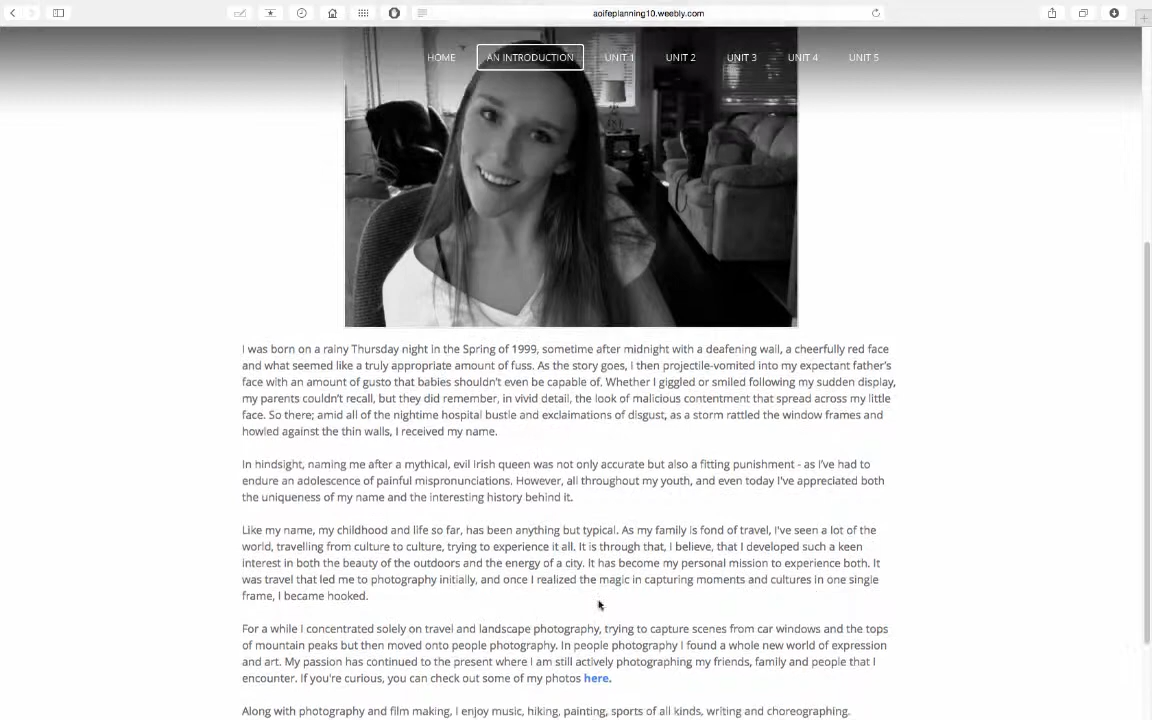 aoifeplanning10.weebly.com
HOME AN INTRODUCTION UNIT 1 UNIT 2 UNIT 3 UNIT 4 UNIT 5
I was born on a rainy Thursday night in the Spring of 1999, sometime after midnight with a deafening wail, a cheerfully red face
and what seemed like a truly appropriate amount of fuss. As the story goes, I then projectile-vomited into my expectant father's
face with an amount of gusto that babies shouldn't even be capable of. Whether I giggled or smiled following my sudden display,
my parents couldn't recall, but they did remember, in vivid detail, the look of malicious contentment that spread across my little
face. So there; amid all of the nightime hospital bustle and exclaimations of disgust, as a storm rattled the window frames and
howled against the thin walls, I received my name.
In hindsight, naming me after a mythical, evil Irish queen was not only accurate but also a fitting punishment - as I've had to
endure an adolescence of painful mispronunciations. However, all throughout my youth, and even today I've appreciated both
the uniqueness of my name and the interesting history behind it.
Like my name, my childhood and life so far, has been anything but typical. As my family is fond of travel, I've seen a lot of the
world, travelling from culture to culture, trying to experience it all. It is through that, I believe, that I developed such a keen
interest in both the beauty of the outdoors and the energy of a city. It has become my personal mission to experience both. It
was travel that led me to photography initially, and once I realized the magic in capturing moments and cultures in one single
frame, I became hooked.
For a while I concentrated solely on travel and landscape photography, trying to capture scenes from car windows and the tops
of mountain peaks but then moved onto people photography. In people photography I found a whole new world of expression
and art. My passion has continued to the present where I am still actively photographing my friends, family and people that I
encounter. If you're curious, you can check out some of my photos here.
Along with photography and film making, I enjoy music, hiking, painting, sports of all kinds, writing and choreographing.